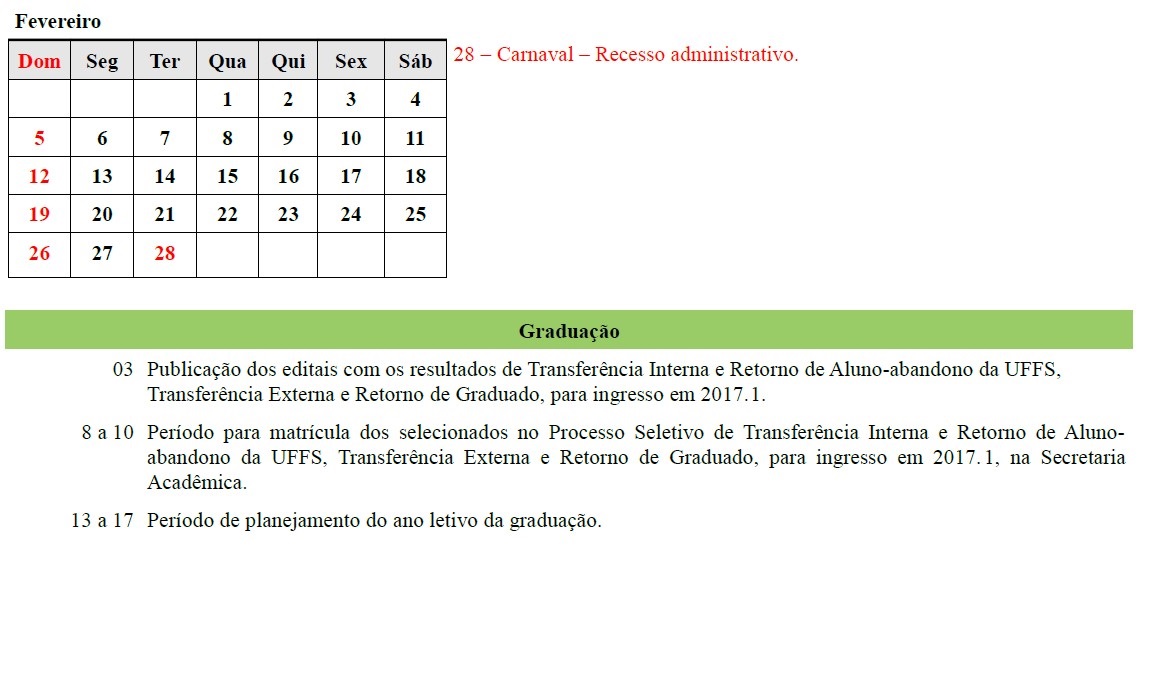 Fevereiro
Dom Seg Ter Qua Qui Sex Sáb
1 2 3 4
5 6 7 8 9 10 11
12 13 14 15 16 17 18
19 20 21 22 23 24 25
26 27 28
28 – Carnaval – Recesso administrativo.
Graduação
03 Publicação dos editais com os resultados de Transferência Interna e Retorno de Aluno-abandono da UFFS,
Transferência Externa e Retorno de Graduado, para ingresso em 2017.1.
8 a 10 Período para matrícula dos selecionados no Processo Seletivo de Transferência Interna e Retorno de Aluno-
abandono da UFFS, Transferência Externa e Retorno de Graduado, para ingresso em 2017.1, na Secretaria
Acadêmica.
13 a 17 Período de planejamento do ano letivo da graduação.